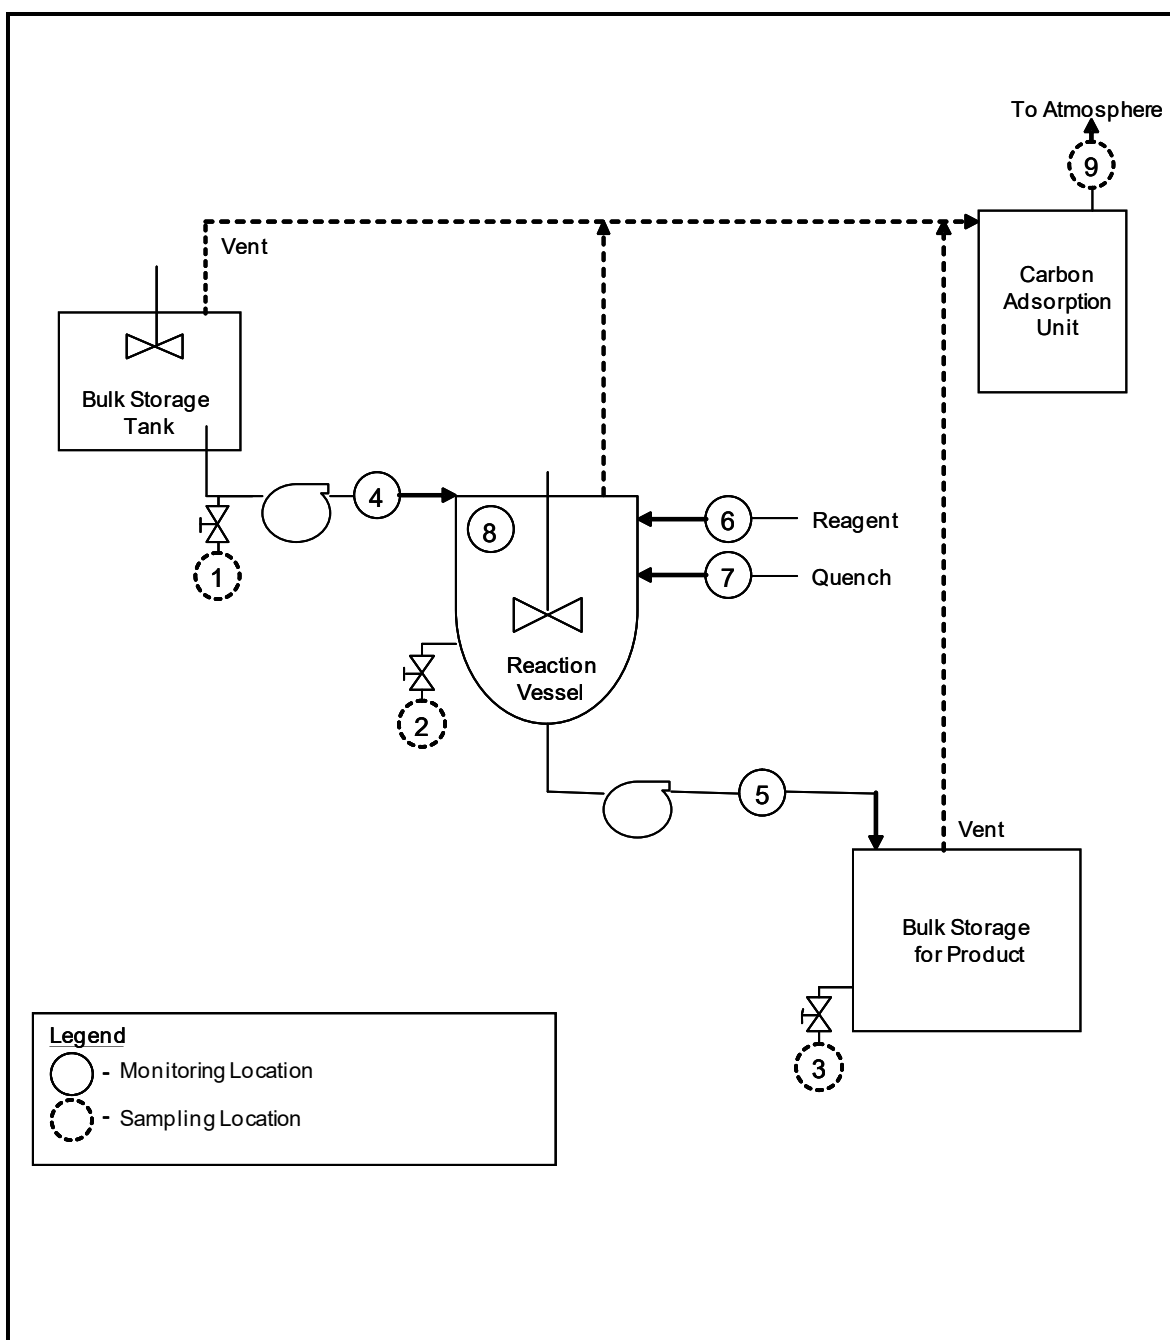 To Atmosphere
9
Vent
Carbon
Adsorption
Unit
Bulk Storage
Tank
4
8
6
Reagent
1
7
Quench
Reaction
Vessel
2
5
Vent
Bulk Storage
for Product
3
Legend
- Monitoring Location
- Sampling Location